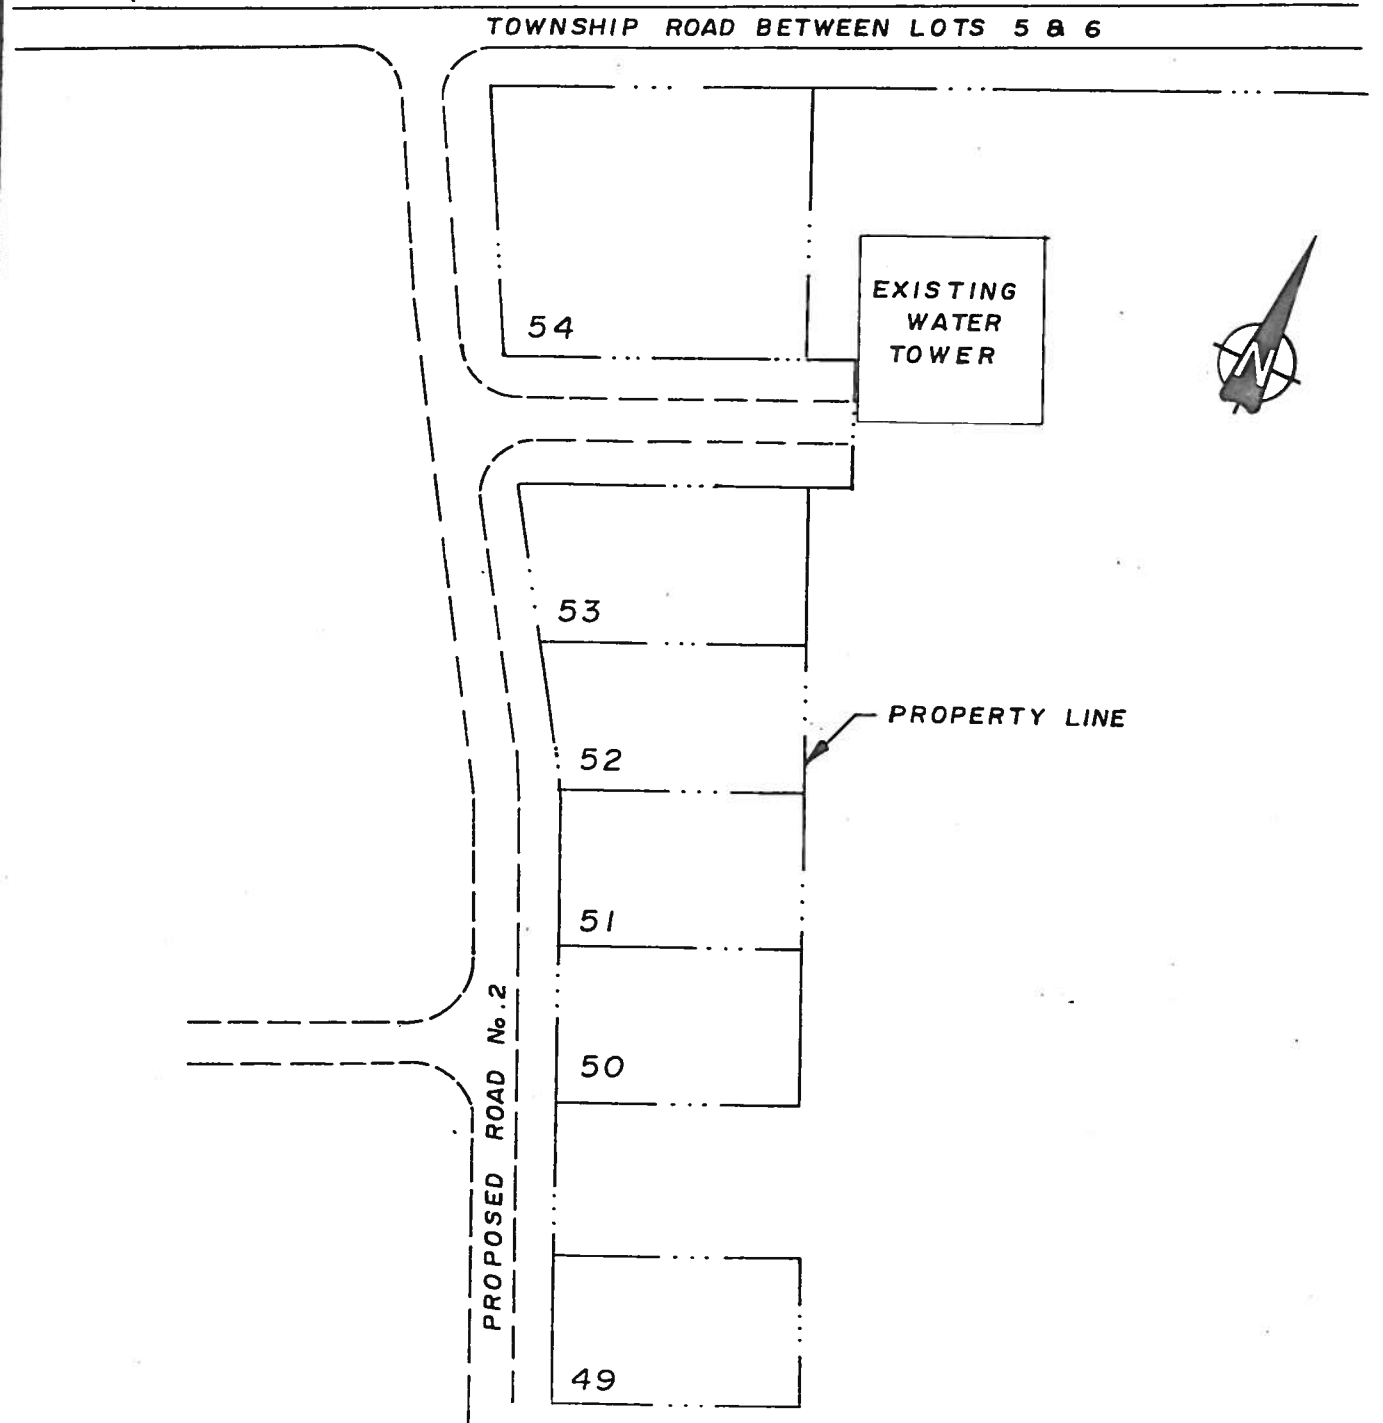 TOWNSHIP ROAD BETWEEN LOTS 5 & 6
54
EXISTING
WATER
TOWER
N
53
PROPERTY LINE
52
51
PROPOSED ROAD No. 2
50
49